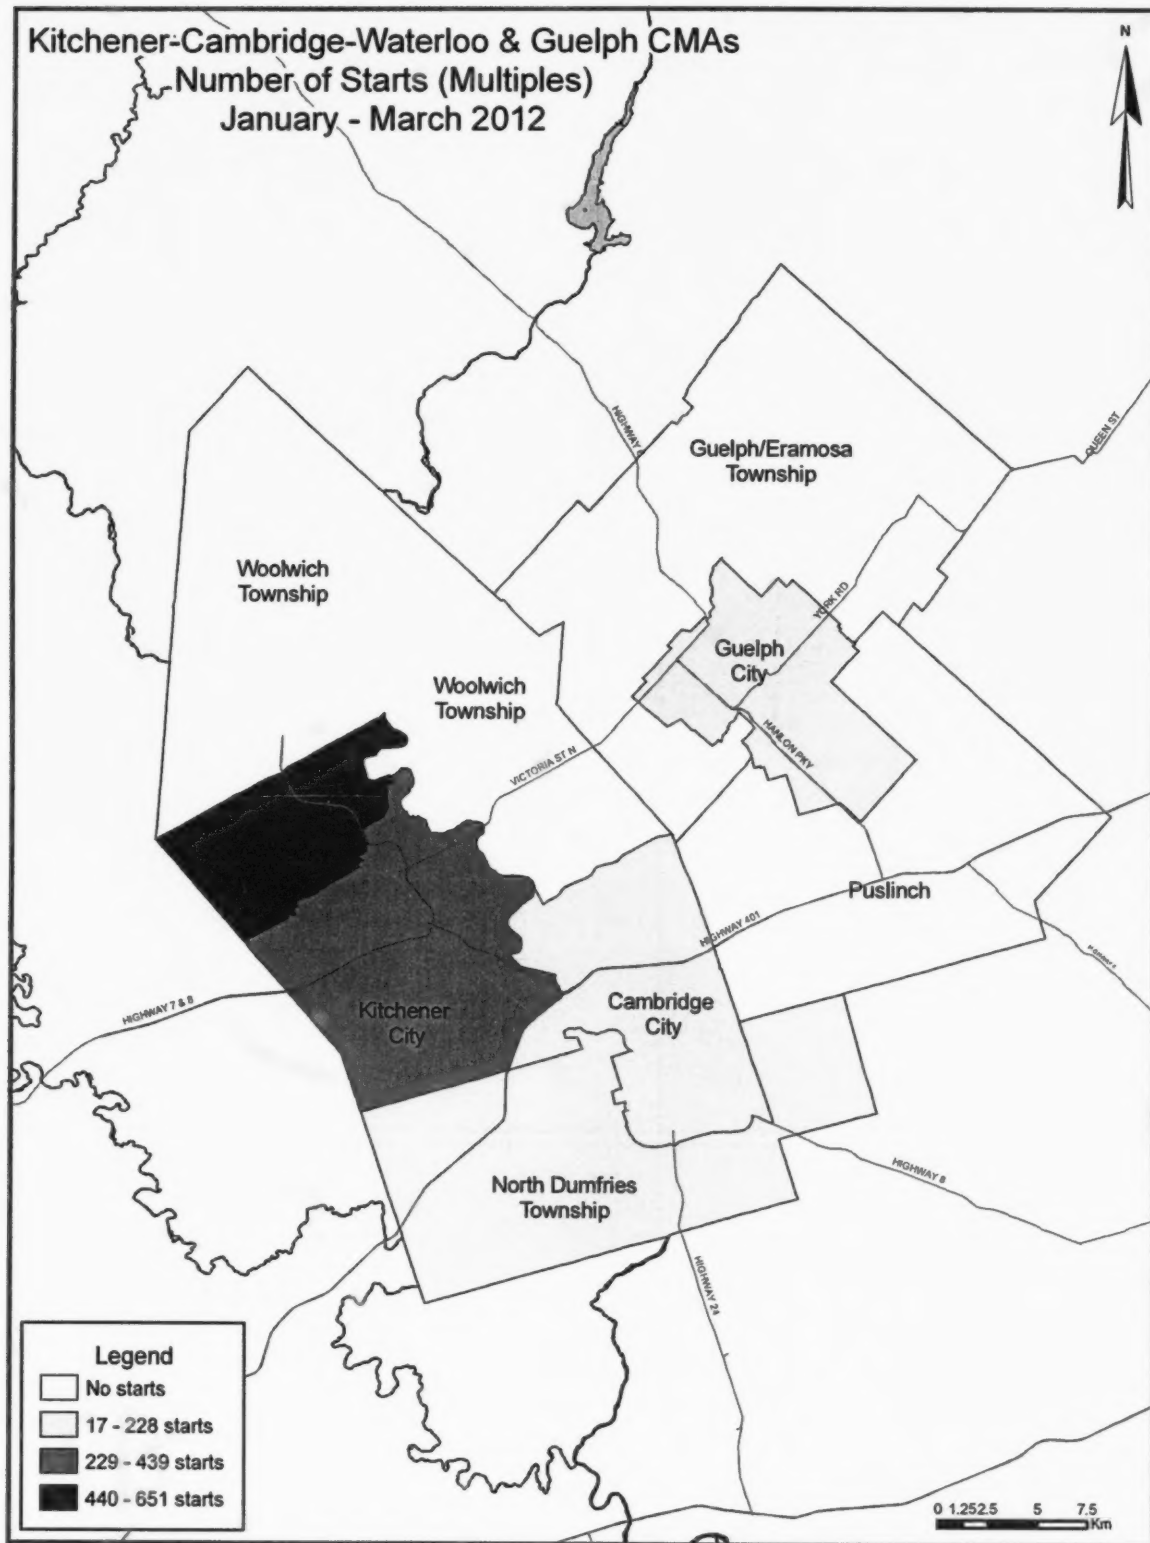 Kitchener-Cambridge-Waterloo & Guelph CMAs
Number of Starts (Multiples)
January - March 2012
N
HIGHWAY 6
Guelph/Eramosa
Township
QUEEN ST
Woolwich
Township
YORK RD
Guelph
City
Woolwich
Township
HANLON PKY
VICTORIA ST N
Puslinch
HIGHWAY 401
HIGHWAY 7 & 8
Kitchener
City
Cambridge
City
HIGHWAY 8
North Dumfries
Township
HIGHWAY 24
Legend
No starts
17 - 228 starts
229 - 439 starts
440 - 651 starts
0 1.252.5 5 7.5
Km